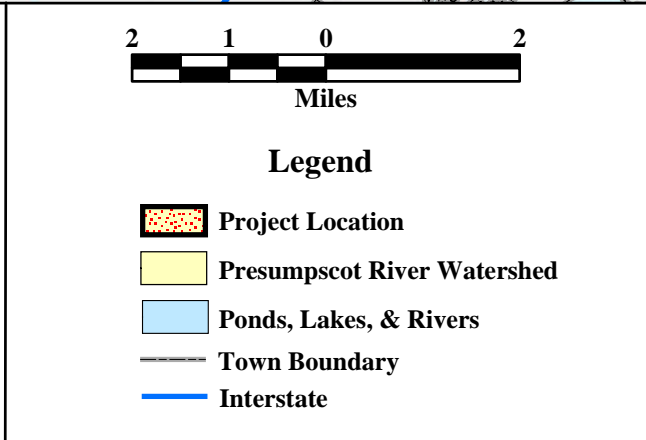 2 1 0 2
Miles
Legend
Project Location
Presumpscot River Watershed
Ponds, Lakes, & Rivers
Town Boundary
Interstate